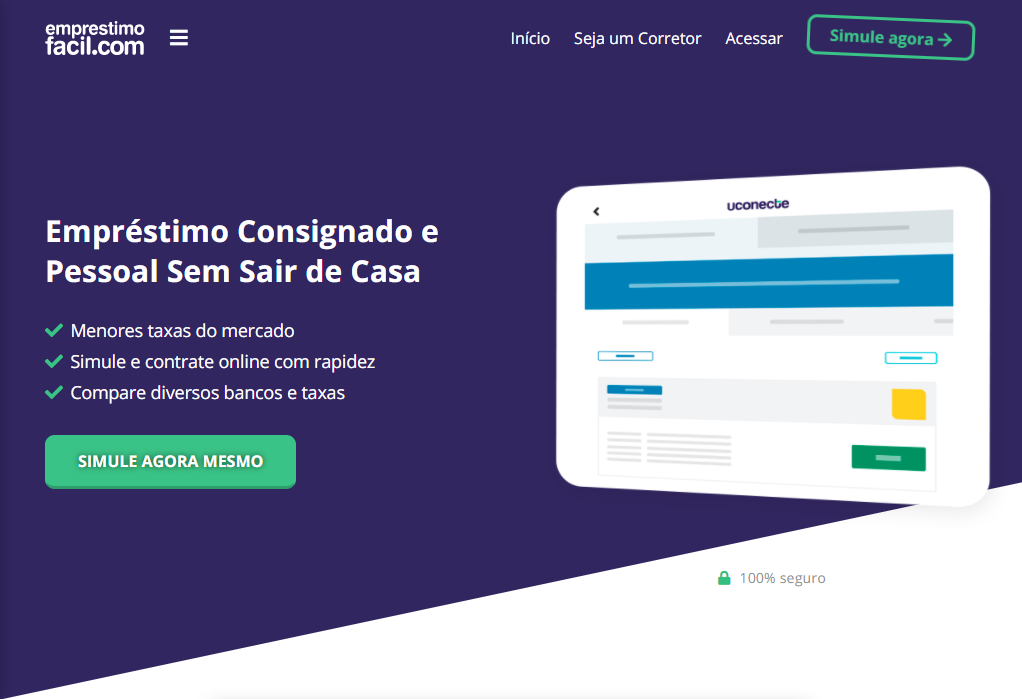 emprestimo
facil.com
Início
Seja um Corretor
Acessar
Simule agora
uconecte
Empréstimo Consignado e
Pessoal Sem Sair de Casa
Menores taxas do mercado
Simule e contrate online com rapidez
Compare diversos bancos e taxas
SIMULE AGORA MESMO
100% seguro